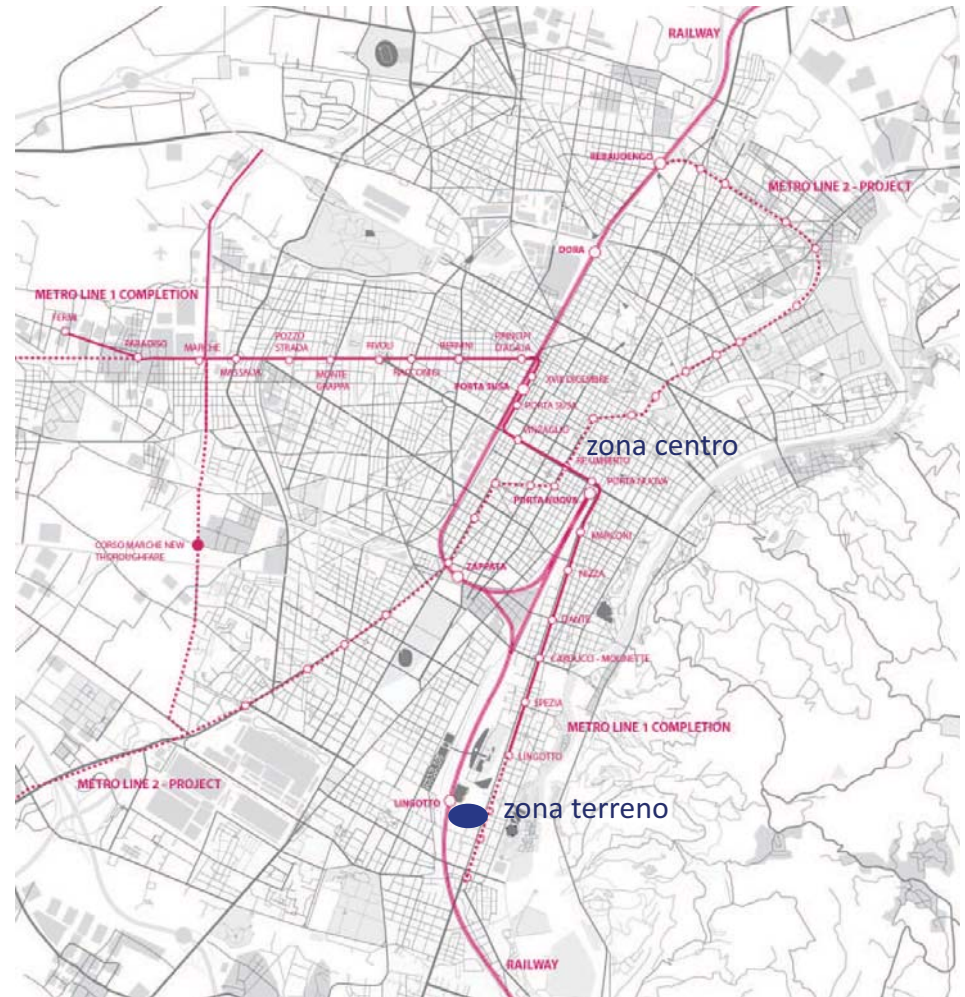 RAILWAY
REBAUDENGO
METRO LINE 2 - PROJECT
DORA
METRO LINE 1 COMPLETION
FERMI
PARADISO
MARCHE
MASSAUA
POZZO
STRADA
MONTE
GRAPPA
RIVOLI
RACCONIGI
BERNINI
PRINCIPI
D'ACAJA
XVIII DICEMBRE
PORTA SUSA
PORTA SUSA
VINZAGLIO
zona centro
RE UMBERTO
PORTA NUOVA
PORTA NUOVA
MARCONI
CORSO MARCHE NEW
THOROUGHFARE
ZAPPATA
NIZZA
DANTE
CARDUCCI - MOLINETTE
SPEZIA
METRO LINE 1 COMPLETION
LINGOTTO
METRO LINE 2 - PROJECT
LINGOTTO
zona terreno
RAILWAY